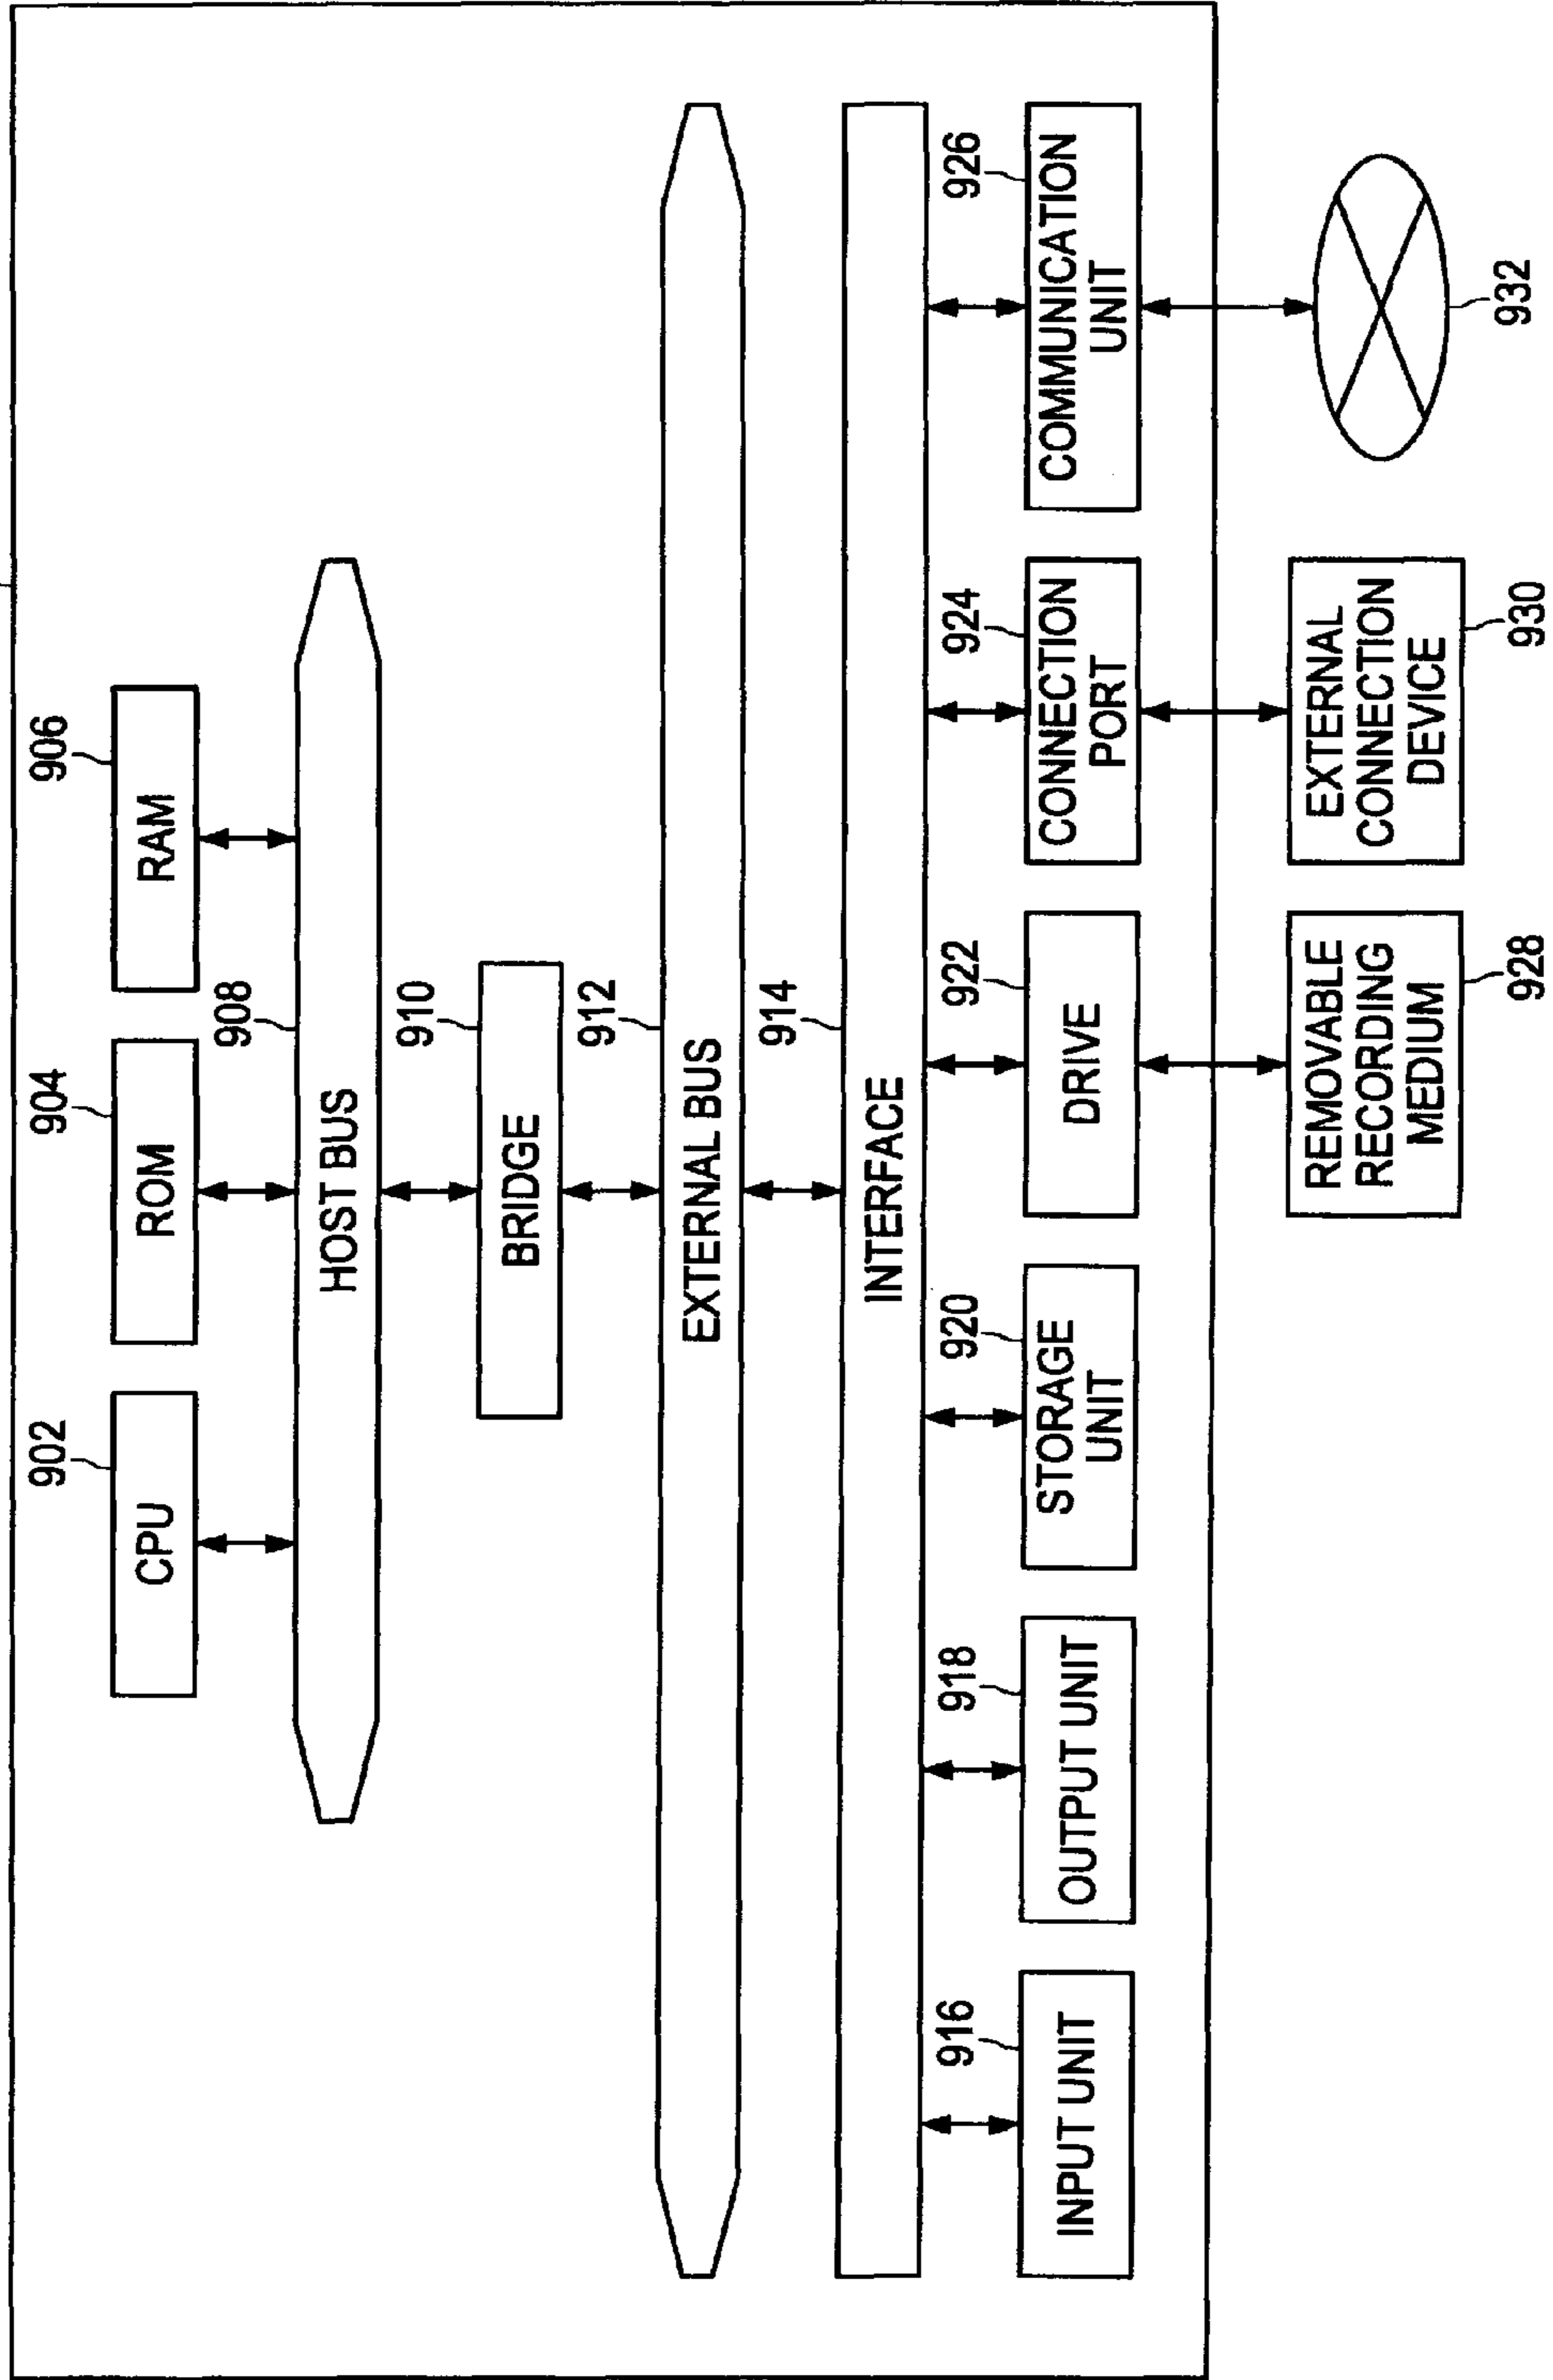 902
904
906
CPU
ROM
RAM
908
HOST BUS
910
BRIDGE
912
EXTERNAL BUS
914
INTERFACE
916
918
920
922
924
926
INPUT UNIT
OUTPUT UNIT
STORAGE
UNIT
DRIVE
CONNECTION
PORT
COMMUNICATION
UNIT
REMOVABLE
RECORDING
MEDIUM
EXTERNAL
CONNECTION
DEVICE
928
930
932